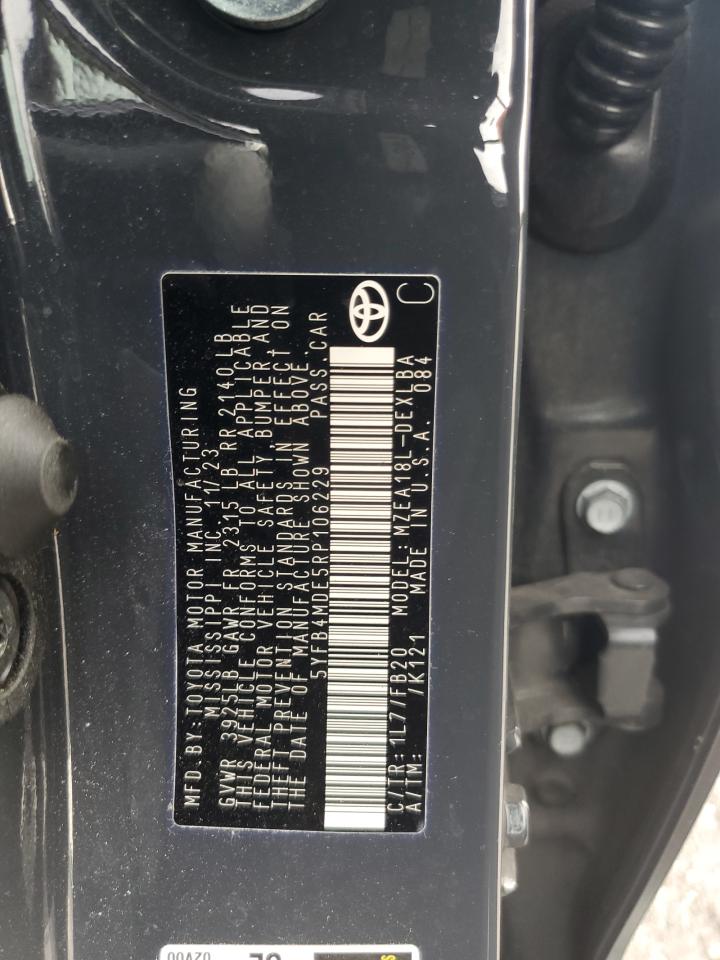 MFD.BY:TOYOTA MOTOR MANUFACTURING
MISSISSIPPI INC. 11/23
GVWR 3925LB GAWR FR 2315 LB RR 2140LB
THIS VEHICLE CONFORMS TO ALL APPLICABLE
FEDERAL MOTOR VEHICLE SAFETY,BUMPER AND
THEFT PREVENTION STANDARDS IN EFFECT ON
THE DATE OF MANUFACTURE SHOWN ABOVE.
5YFB4MDE5RP106229 PASS.CAR
C/TR: 1L7/FB20 MODEL: MZEA18L-DEXLBA
A/TM: /K121 MADE IN U.S.A. 084
C